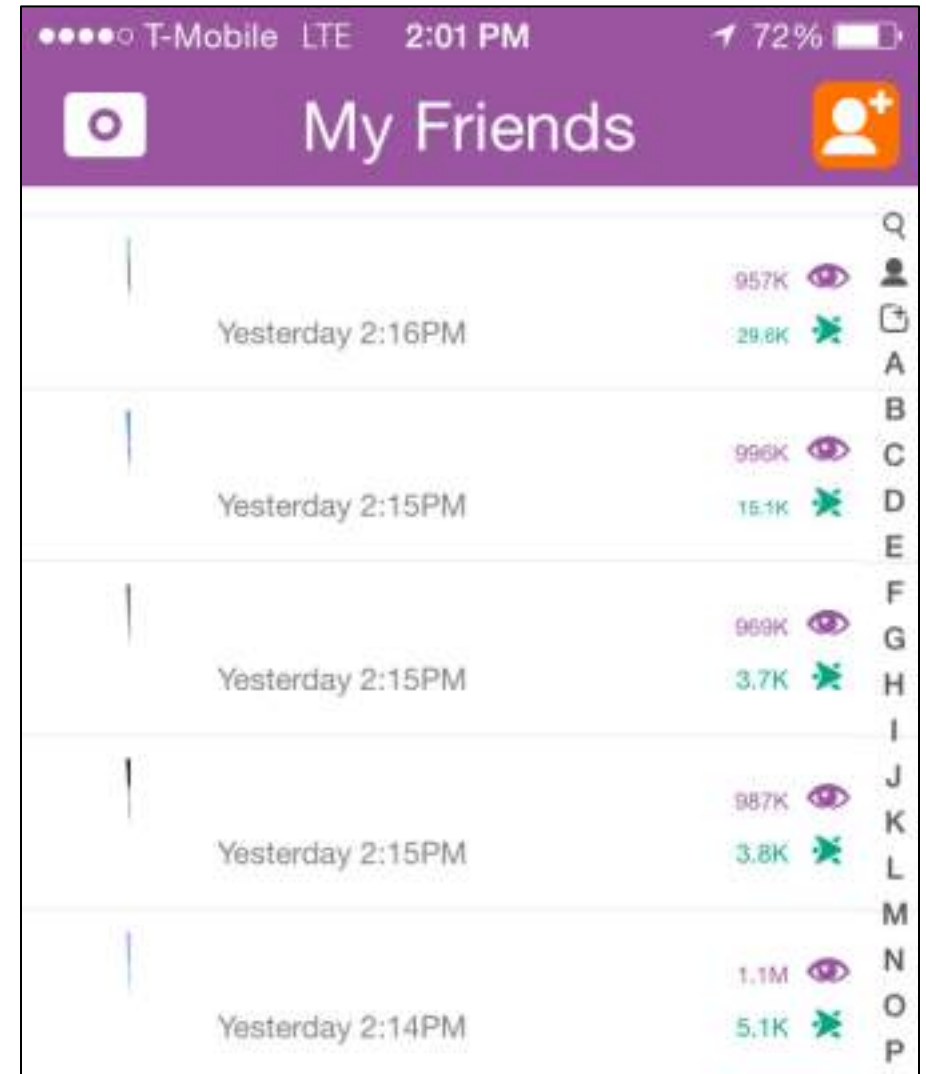 T-Mobile LTE 2:01 PM 72%
My Friends
957K
Yesterday 2:16PM 29.6K
A
B
996K
C
Yesterday 2:15PM 15.1K D
E
F
969K
G
Yesterday 2:15PM 3.7K H
I
J
987K
K
Yesterday 2:15PM 3.8K L
M
1.1M N
O
Yesterday 2:14PM 5.1K
P